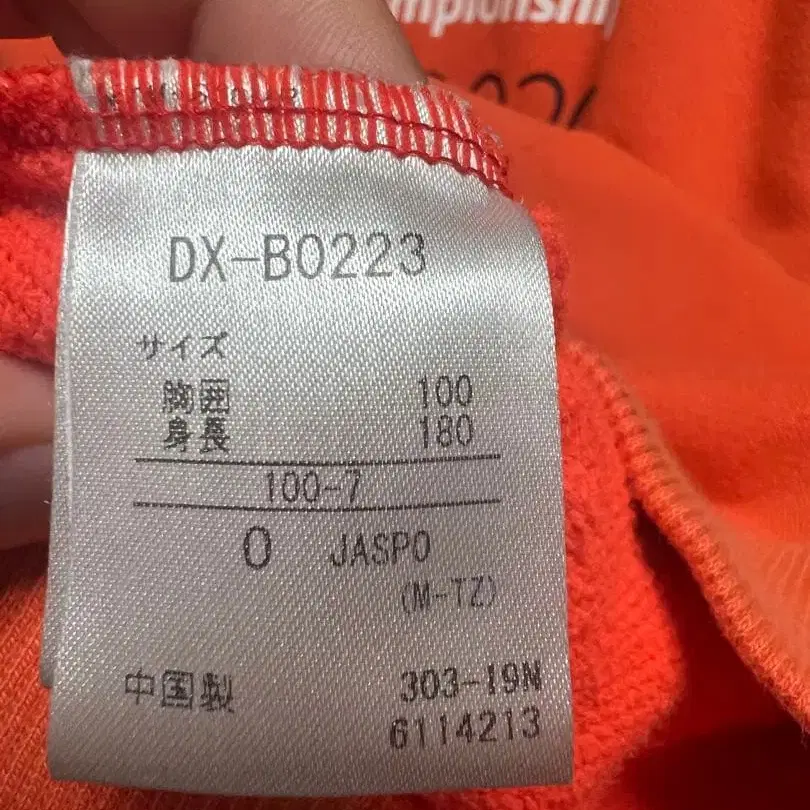 DX-B0223
サイズ
胸囲 100
身長 180
100-7
O JASPO
(M-TZ)
中国製 303-19N
6114213